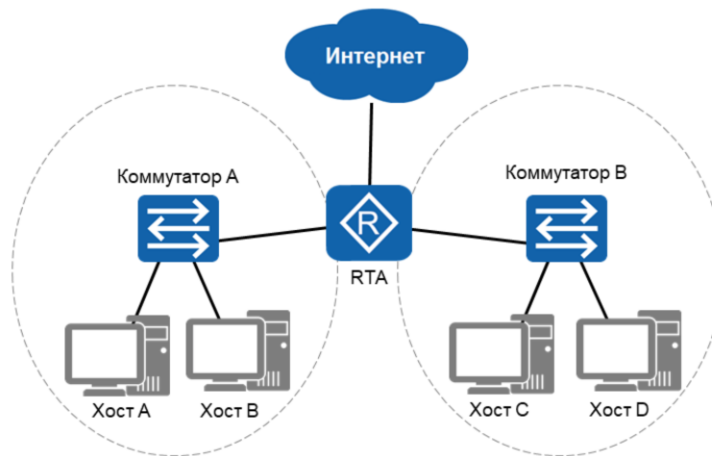 Интернет
Коммутатор A
Коммутатор B
R
RTA
Хост A
Хост B
Хост C
Хост D